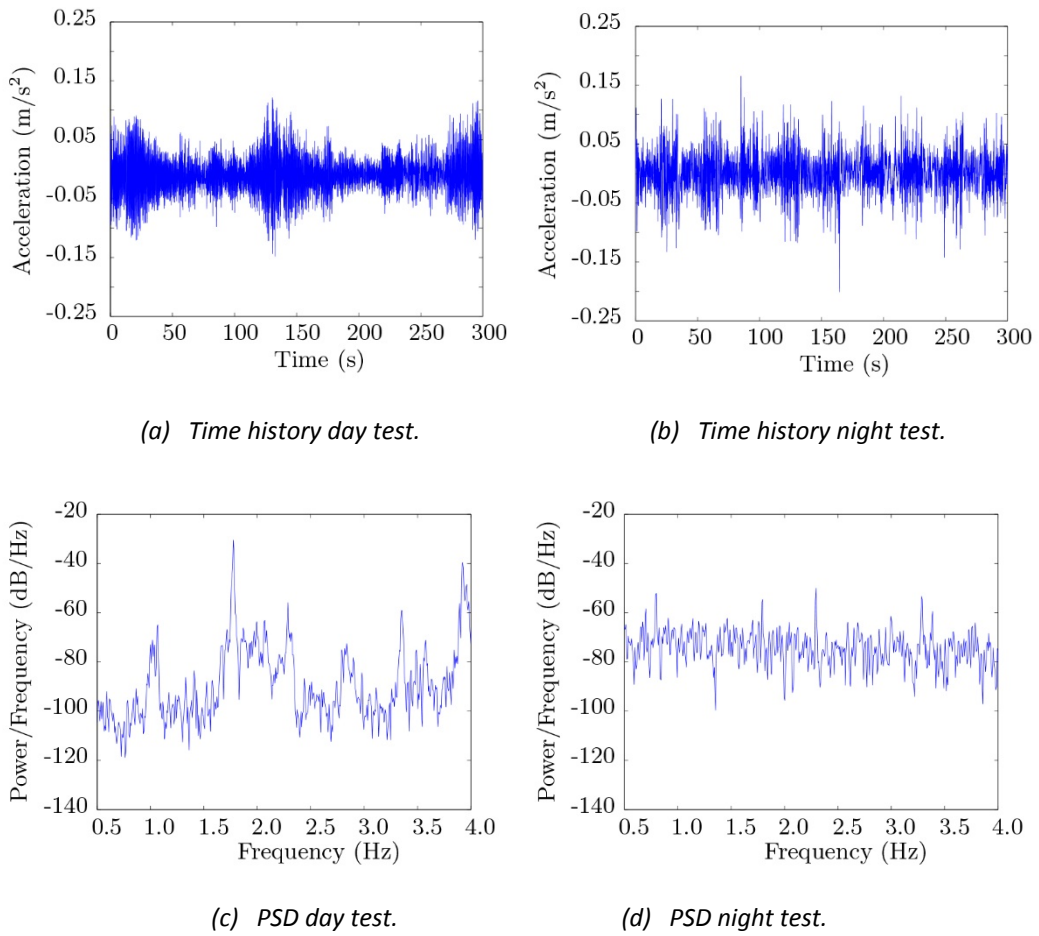 0.25
0.15
0.05
-0.05
-0.15
-0.25
Acceleration (m/s²)
0 50 100 150 200 250 300
Time (s)
(a) Time history day test.
0.25
0.15
0.05
-0.05
-0.15
-0.25
Acceleration (m/s²)
0 50 100 150 200 250 300
Time (s)
(b) Time history night test.
-20
-40
-60
-80
-100
-120
-140
Power/Frequency (dB/Hz)
0.5 1.0 1.5 2.0 2.5 3.0 3.5 4.0
Frequency (Hz)
(c) PSD day test.
-20
-40
-60
-80
-100
-120
-140
Power/Frequency (dB/Hz)
0.5 1.0 1.5 2.0 2.5 3.0 3.5 4.0
Frequency (Hz)
(d) PSD night test.